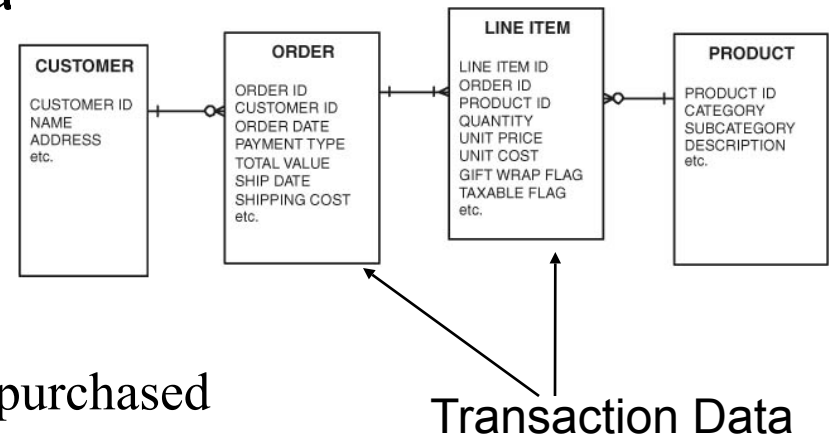 CUSTOMER
CUSTOMER ID
NAME
ADDRESS
etc.
ORDER
ORDER ID
CUSTOMER ID
ORDER DATE
PAYMENT TYPE
TOTAL VALUE
SHIP DATE
SHIPPING COST
etc.
LINE ITEM
LINE ITEM ID
ORDER ID
PRODUCT ID
QUANTITY
UNIT PRICE
UNIT COST
GIFT WRAP FLAG
TAXABLE FLAG
etc.
PRODUCT
PRODUCT ID
CATEGORY
SUBCATEGORY
DESCRIPTION
etc.
purchased
Transaction Data